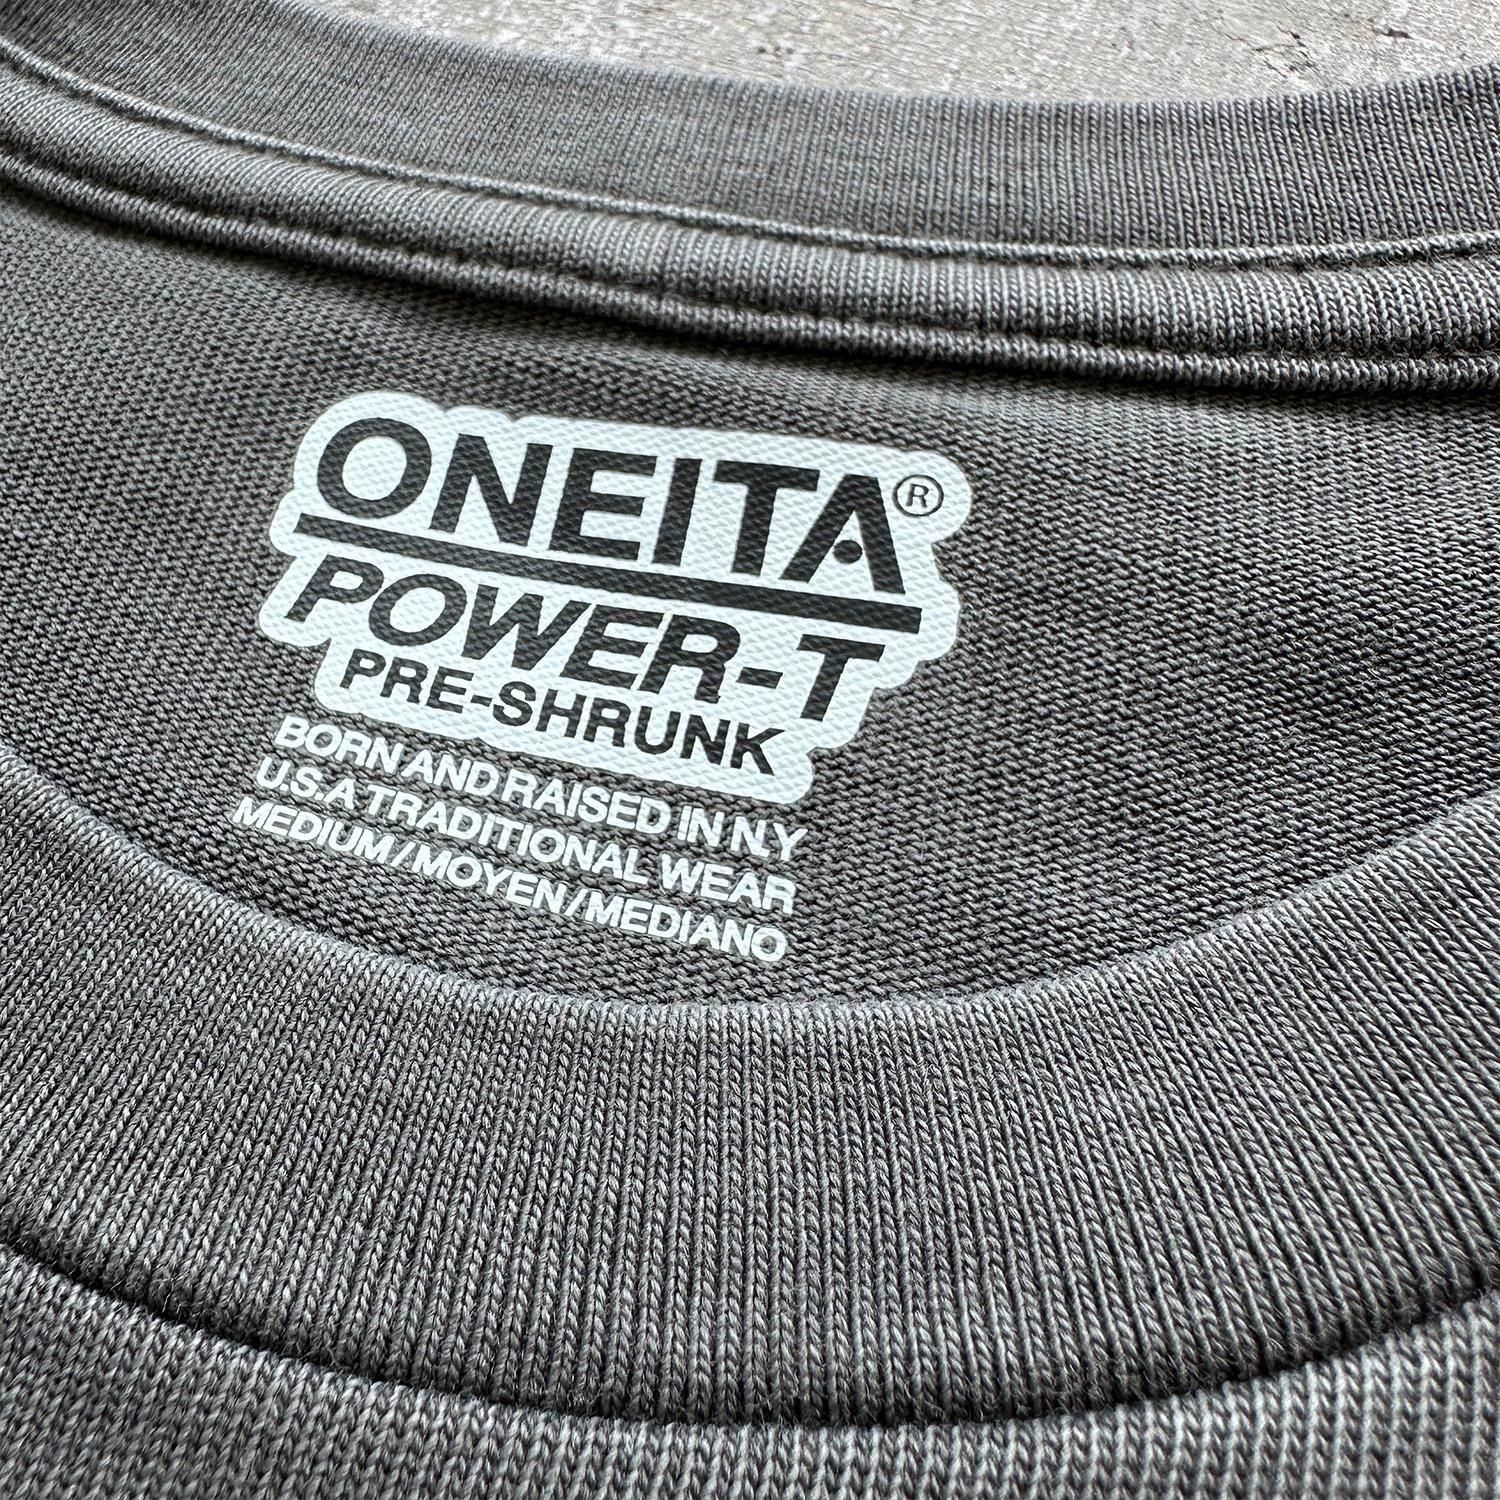 ONEITA®
POWER-T
PRE-SHRUNK
BORN AND RAISED IN N.Y
U.S.A TRADITIONAL WEAR
MEDIUM/MOYEN/MEDIANO